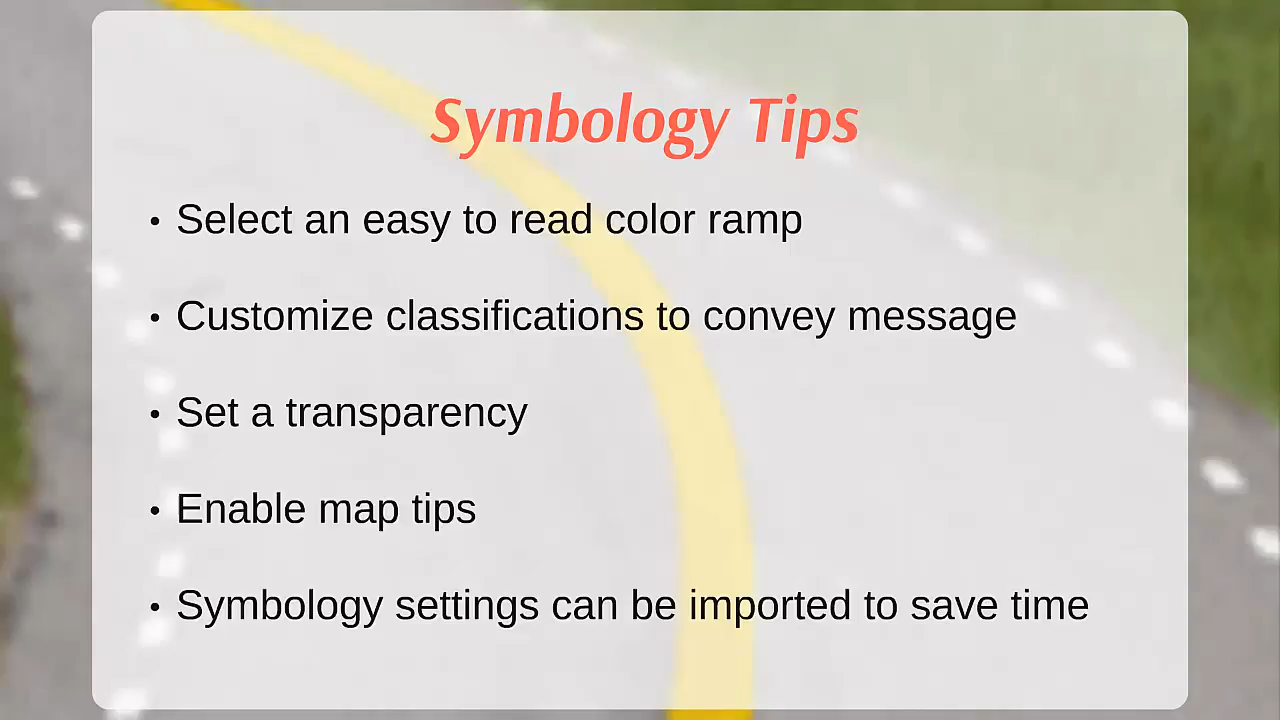 Symbology Tips
• Select an easy to read color ramp
• Customize classifications to convey message
• Set a transparency
• Enable map tips
• Symbology settings can be imported to save time